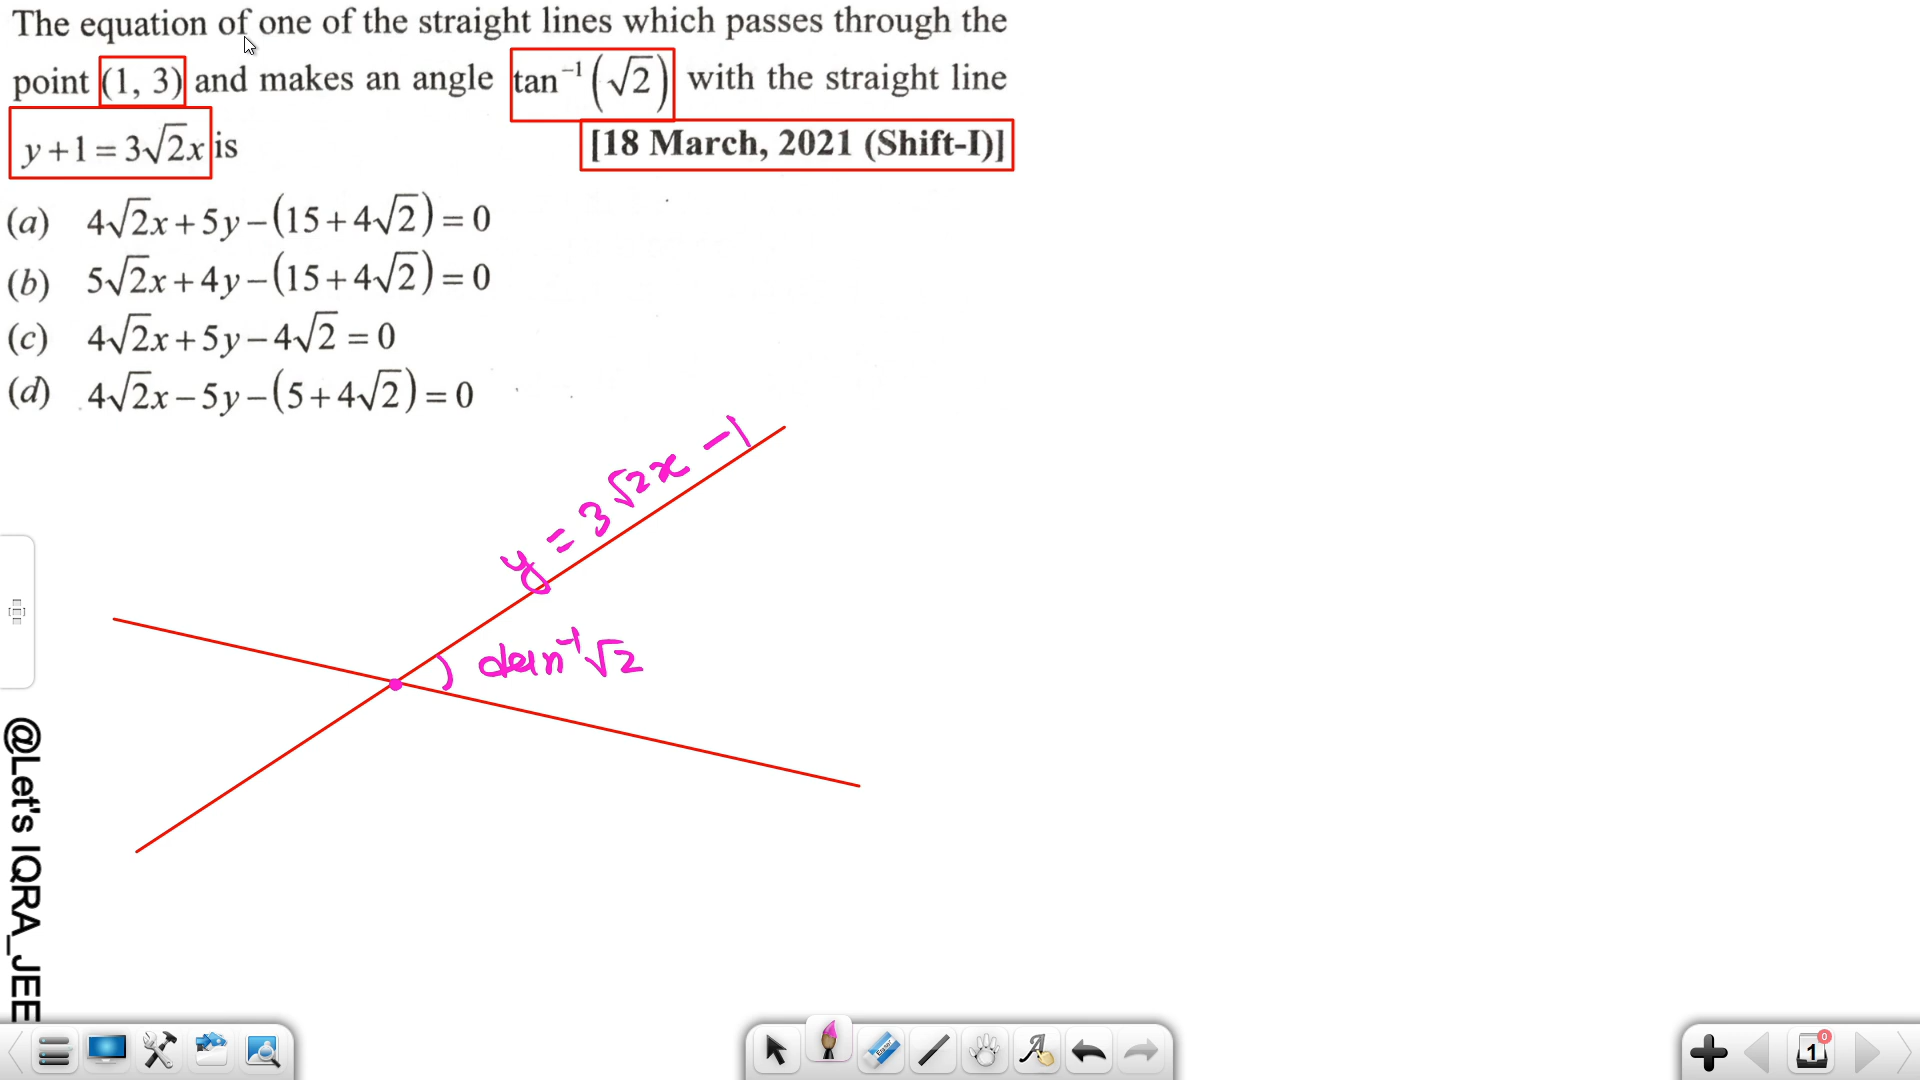 The equation of one of the straight lines which passes through the
point (1, 3) and makes an angle tan⁻¹(√2) with the straight line
y+1=3√2x is [18 March, 2021 (Shift-I)]
(a) 4√2x+5y−(15+4√2)=0
(b) 5√2x+4y−(15+4√2)=0
(c) 4√2x+5y−4√2=0
(d) 4√2x−5y−(5+4√2)=0
y = 3√2x −1
tan⁻¹√2
@Let's IQRA_JEE
Eraser
A
1
0